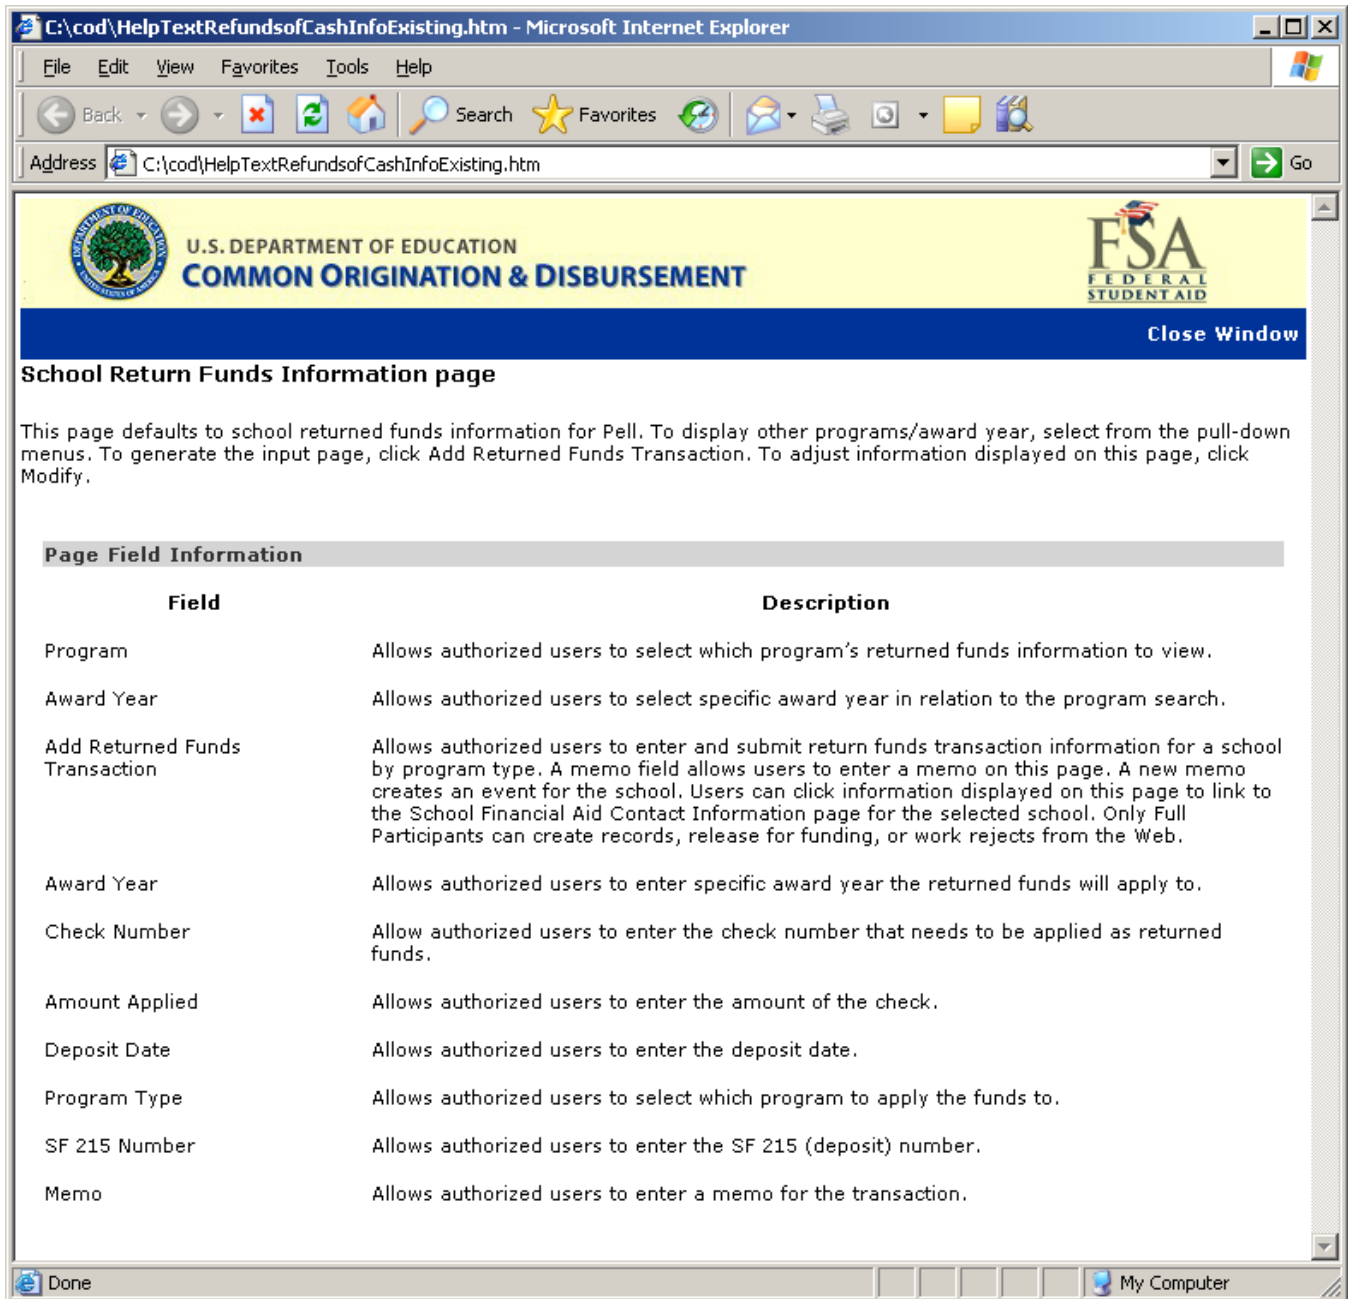 C:\cod\HelpTextRefundsofCashInfoExisting.htm - Microsoft Internet Explorer
File Edit View Favorites Tools Help
Back Search Favorites
Address C:\cod\HelpTextRefundsofCashInfoExisting.htm Go
U.S. DEPARTMENT OF EDUCATION
COMMON ORIGINATION & DISBURSEMENT
FSA
FEDERAL
STUDENT AID
Close Window
School Return Funds Information page
This page defaults to school returned funds information for Pell. To display other programs/award year, select from the pull-down
menus. To generate the input page, click Add Returned Funds Transaction. To adjust information displayed on this page, click
Modify.
Page Field Information
Field Description
Program Allows authorized users to select which program's returned funds information to view.
Award Year Allows authorized users to select specific award year in relation to the program search.
Add Returned Funds Allows authorized users to enter and submit return funds transaction information for a school
Transaction by program type. A memo field allows users to enter a memo on this page. A new memo
creates an event for the school. Users can click information displayed on this page to link to
the School Financial Aid Contact Information page for the selected school. Only Full
Participants can create records, release for funding, or work rejects from the Web.
Award Year Allows authorized users to enter specific award year the returned funds will apply to.
Check Number Allow authorized users to enter the check number that needs to be applied as returned
funds.
Amount Applied Allows authorized users to enter the amount of the check.
Deposit Date Allows authorized users to enter the deposit date.
Program Type Allows authorized users to select which program to apply the funds to.
SF 215 Number Allows authorized users to enter the SF 215 (deposit) number.
Memo Allows authorized users to enter a memo for the transaction.
Done My Computer